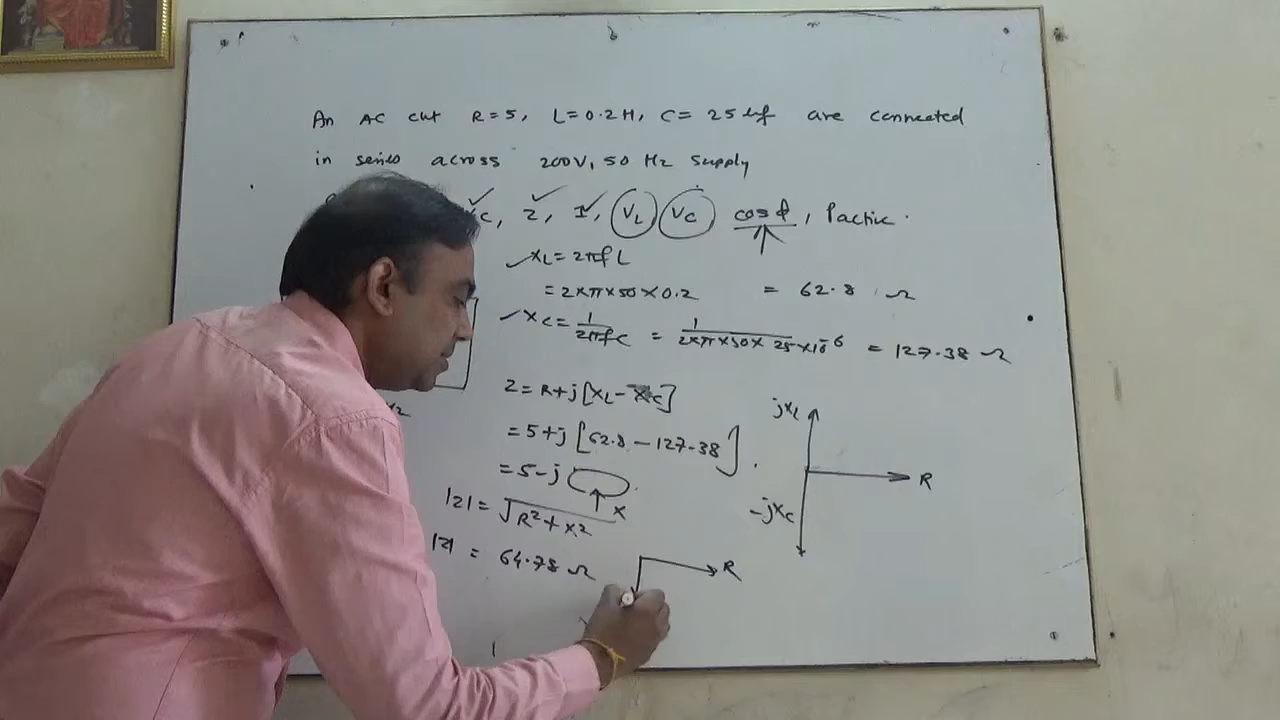 An AC ckt R=5, L=0.2H, C= 25 μf are connected
in series across 200V, 50 Hz supply
C, Z, I, VL VC cos ϕ, Pactive.
XL= 2πfL
=2×π×50×0.2 = 62.8 Ω
XC= 1/2πfC = 1/2×π×50×25×10^-6 = 127.38 Ω
Z=R+j[XL-XC]
=5+j[62.8-127.38].
=5-j
X
|Z|=√R²+X²
|Z| = 64.78 Ω
jXL
R
-jXC
R